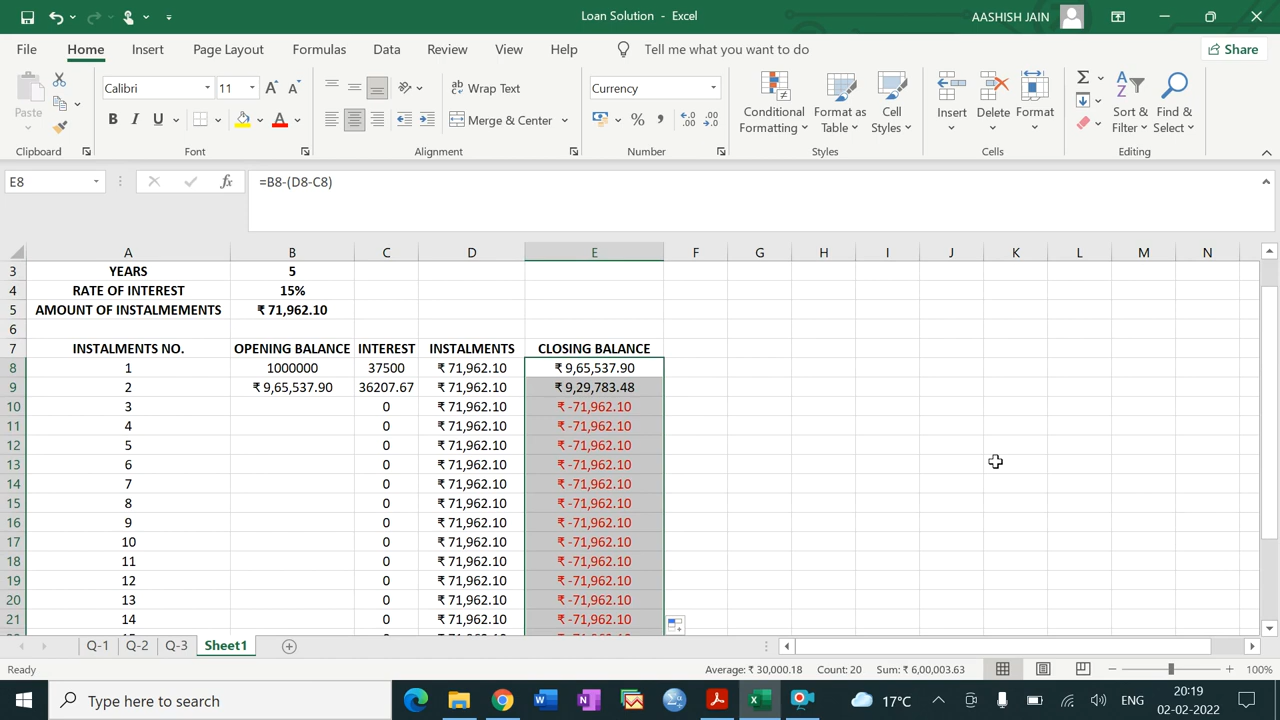 Loan Solution - Excel
AASHISH JAIN
File Home Insert Page Layout Formulas Data Review View Help Tell me what you want to do Share
Calibri 11 Wrap Text Currency
Paste B I U A Merge & Center % Conditional Formatting Format as Table Cell Styles Insert Delete Format Sort & Filter Find & Select
Clipboard Font Alignment Number Styles Cells Editing
E8 fx =B8-(D8-C8)
A B C D E F G H I J K L M N
3 YEARS 5
4 RATE OF INTEREST 15%
5 AMOUNT OF INSTALMEMENTS ₹ 71,962.10
6
7 INSTALMENTS NO. OPENING BALANCE INTEREST INSTALMENTS CLOSING BALANCE
8 1 1000000 37500 ₹ 71,962.10 ₹ 9,65,537.90
9 2 ₹ 9,65,537.90 36207.67 ₹ 71,962.10 ₹ 9,29,783.48
10 3 0 ₹ 71,962.10 ₹ -71,962.10
11 4 0 ₹ 71,962.10 ₹ -71,962.10
12 5 0 ₹ 71,962.10 ₹ -71,962.10
13 6 0 ₹ 71,962.10 ₹ -71,962.10
14 7 0 ₹ 71,962.10 ₹ -71,962.10
15 8 0 ₹ 71,962.10 ₹ -71,962.10
16 9 0 ₹ 71,962.10 ₹ -71,962.10
17 10 0 ₹ 71,962.10 ₹ -71,962.10
18 11 0 ₹ 71,962.10 ₹ -71,962.10
19 12 0 ₹ 71,962.10 ₹ -71,962.10
20 13 0 ₹ 71,962.10 ₹ -71,962.10
21 14 0 ₹ 71,962.10 ₹ -71,962.10
Q-1 Q-2 Q-3 Sheet1
Ready Average: ₹ 30,000.18 Count: 20 Sum: ₹ 6,00,003.63 100%
Type here to search 17°C ENG 20:19
02-02-2022